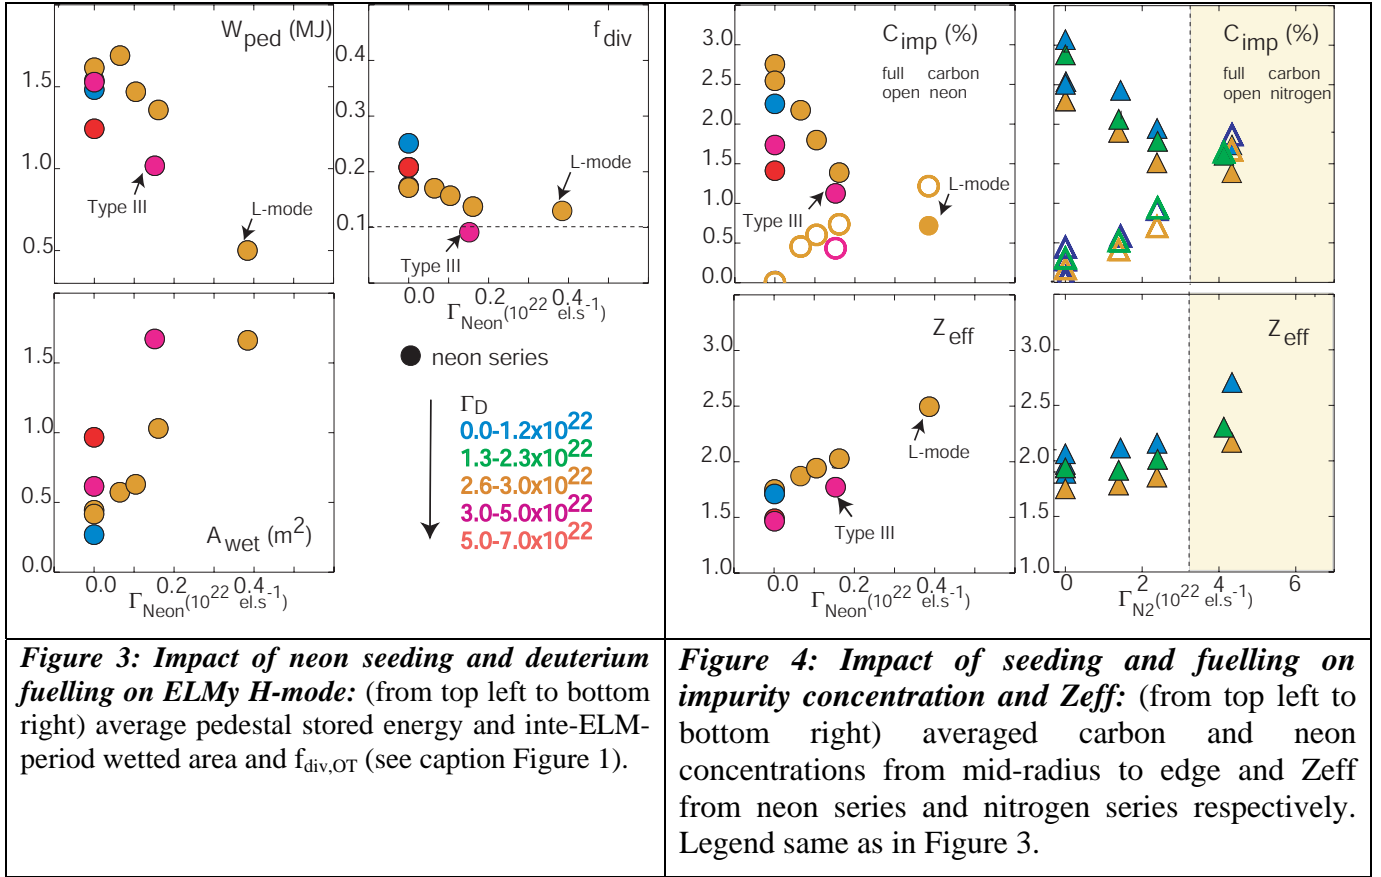 W_ped (MJ)
1.5
1.0
0.5
Type III
L-mode
f_div
0.4
0.3
0.2
0.1
L-mode
Type III
0.0 0.2 0.4
Γ_Neon (10^22 el.s^-1)
1.5
1.0
0.5
0.0
A_wet (m^2)
0.0 0.2 0.4
Γ_Neon (10^22 el.s^-1)
neon series
Γ_D
0.0-1.2x10^22
1.3-2.3x10^22
2.6-3.0x10^22
3.0-5.0x10^22
5.0-7.0x10^22
C_imp (%)
full carbon
open neon
3.0
2.5
2.0
1.5
1.0
0.5
0.0
Type III
L-mode
C_imp (%)
full carbon
open nitrogen
Z_eff
3.0
2.5
2.0
1.5
1.0
L-mode
Type III
0.0 0.2 0.4
Γ_Neon (10^22 el.s^-1)
Z_eff
3.0
2.5
2.0
1.5
1.0
0 2 4 6
Γ_N2 (10^22 el.s^-1)
Figure 3: Impact of neon seeding and deuterium
fuelling on ELMy H-mode: (from top left to bottom
right) average pedestal stored energy and inte-ELM-
period wetted area and f_div,OT (see caption Figure 1).
Figure 4: Impact of seeding and fuelling on
impurity concentration and Zeff: (from top left to
bottom right) averaged carbon and neon
concentrations from mid-radius to edge and Zeff
from neon series and nitrogen series respectively.
Legend same as in Figure 3.